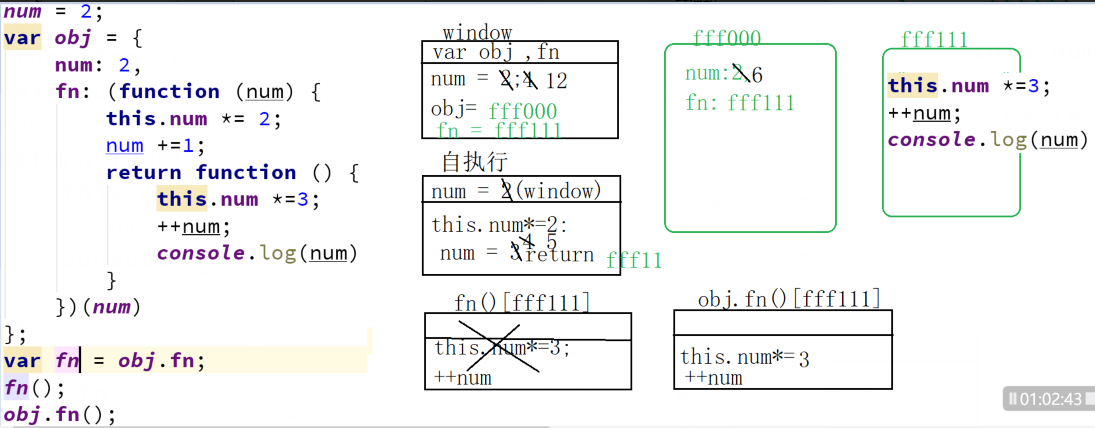 num = 2;
var obj = {
num: 2,
fn: (function (num) {
this.num *= 2;
num +=1;
return function () {
this.num *=3;
++num;
console.log(num)
}
})(num)
};
var fn = obj.fn;
fn();
obj.fn();
window
var obj ,fn
num = 2;4 12
obj= fff000
fn = fff111
自执行
num = 2(window)
this.num*=2:
4 5
num = 3return fff11
fn()[fff111]
this.num*=3;
++num
fff000
num:2 6
fn: fff111
fff111
this.num *=3;
++num;
console.log(num)
obj.fn()[fff111]
this.num*=3
++num
01:02:43